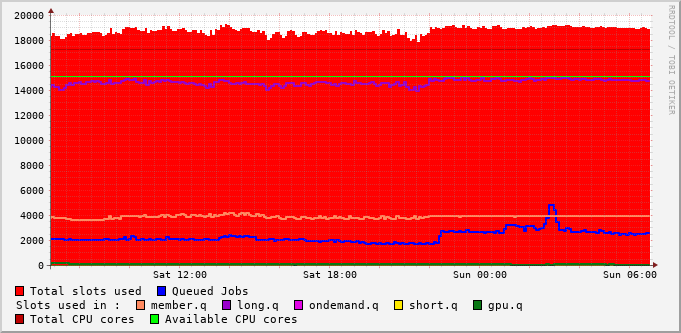 20000
18000
16000
14000
12000
10000
8000
6000
4000
2000
0
Sat 12:00 Sat 18:00 Sun 00:00 Sun 06:00
RRDTOOL / TOBI OETIKER
Total slots used Queued Jobs
Slots used in : member.q long.q ondemand.q short.q gpu.q
Total CPU cores Available CPU cores